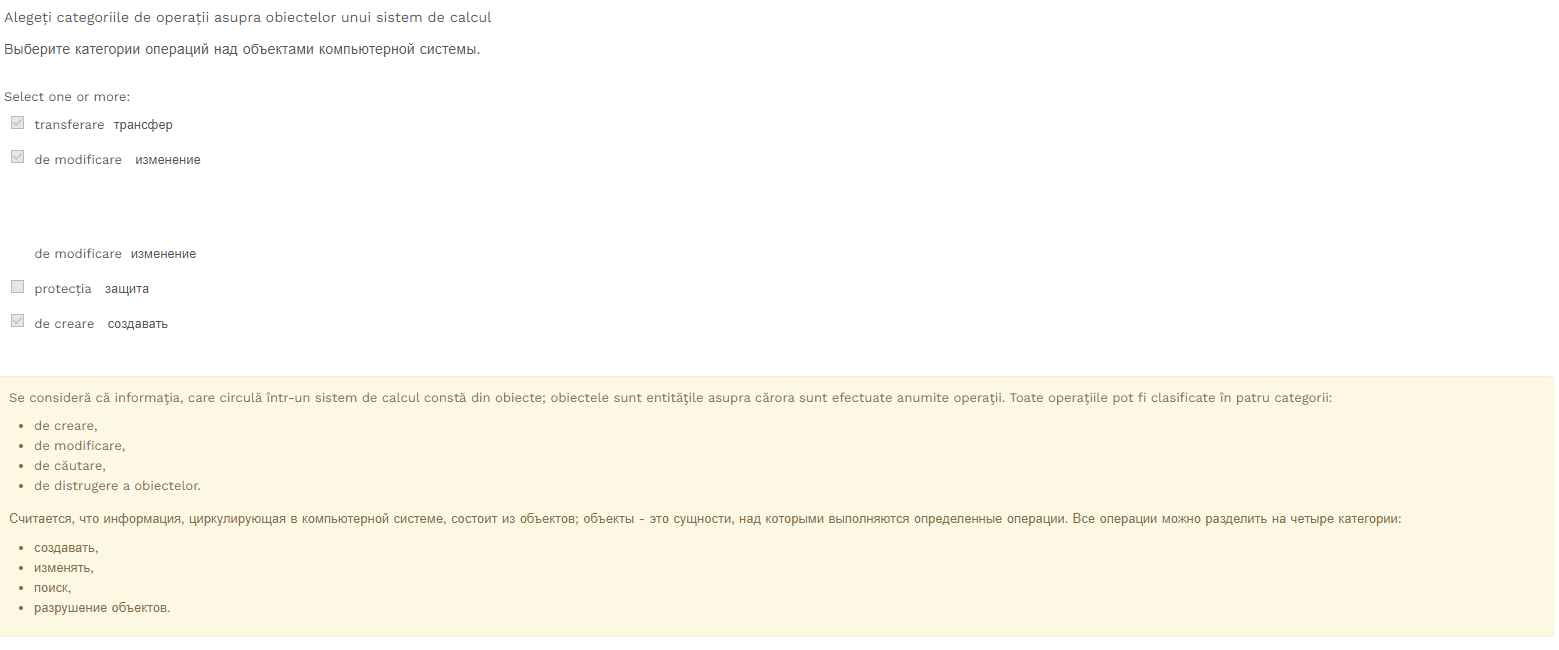 Alegeți categoriile de operații asupra obiectelor unui sistem de calcul
Выберите категории операций над объектами компьютерной системы.
Select one or more:
transferare трансфер
de modificare изменение
de modificare изменение
protecția защита
de creare создавать
Se consideră că informaţia, care circulă într-un sistem de calcul constă din obiecte; obiectele sunt entităţile asupra cărora sunt efectuate anumite operaţii. Toate operaţiile pot fi clasificate în patru categorii:
• de creare,
• de modificare,
• de căutare,
• de distrugere a obiectelor.
Считается, что информация, циркулирующая в компьютерной системе, состоит из объектов; объекты - это сущности, над которыми выполняются определенные операции. Все операции можно разделить на четыре категории:
• создавать,
• изменять,
• поиск,
• разрушение объектов.